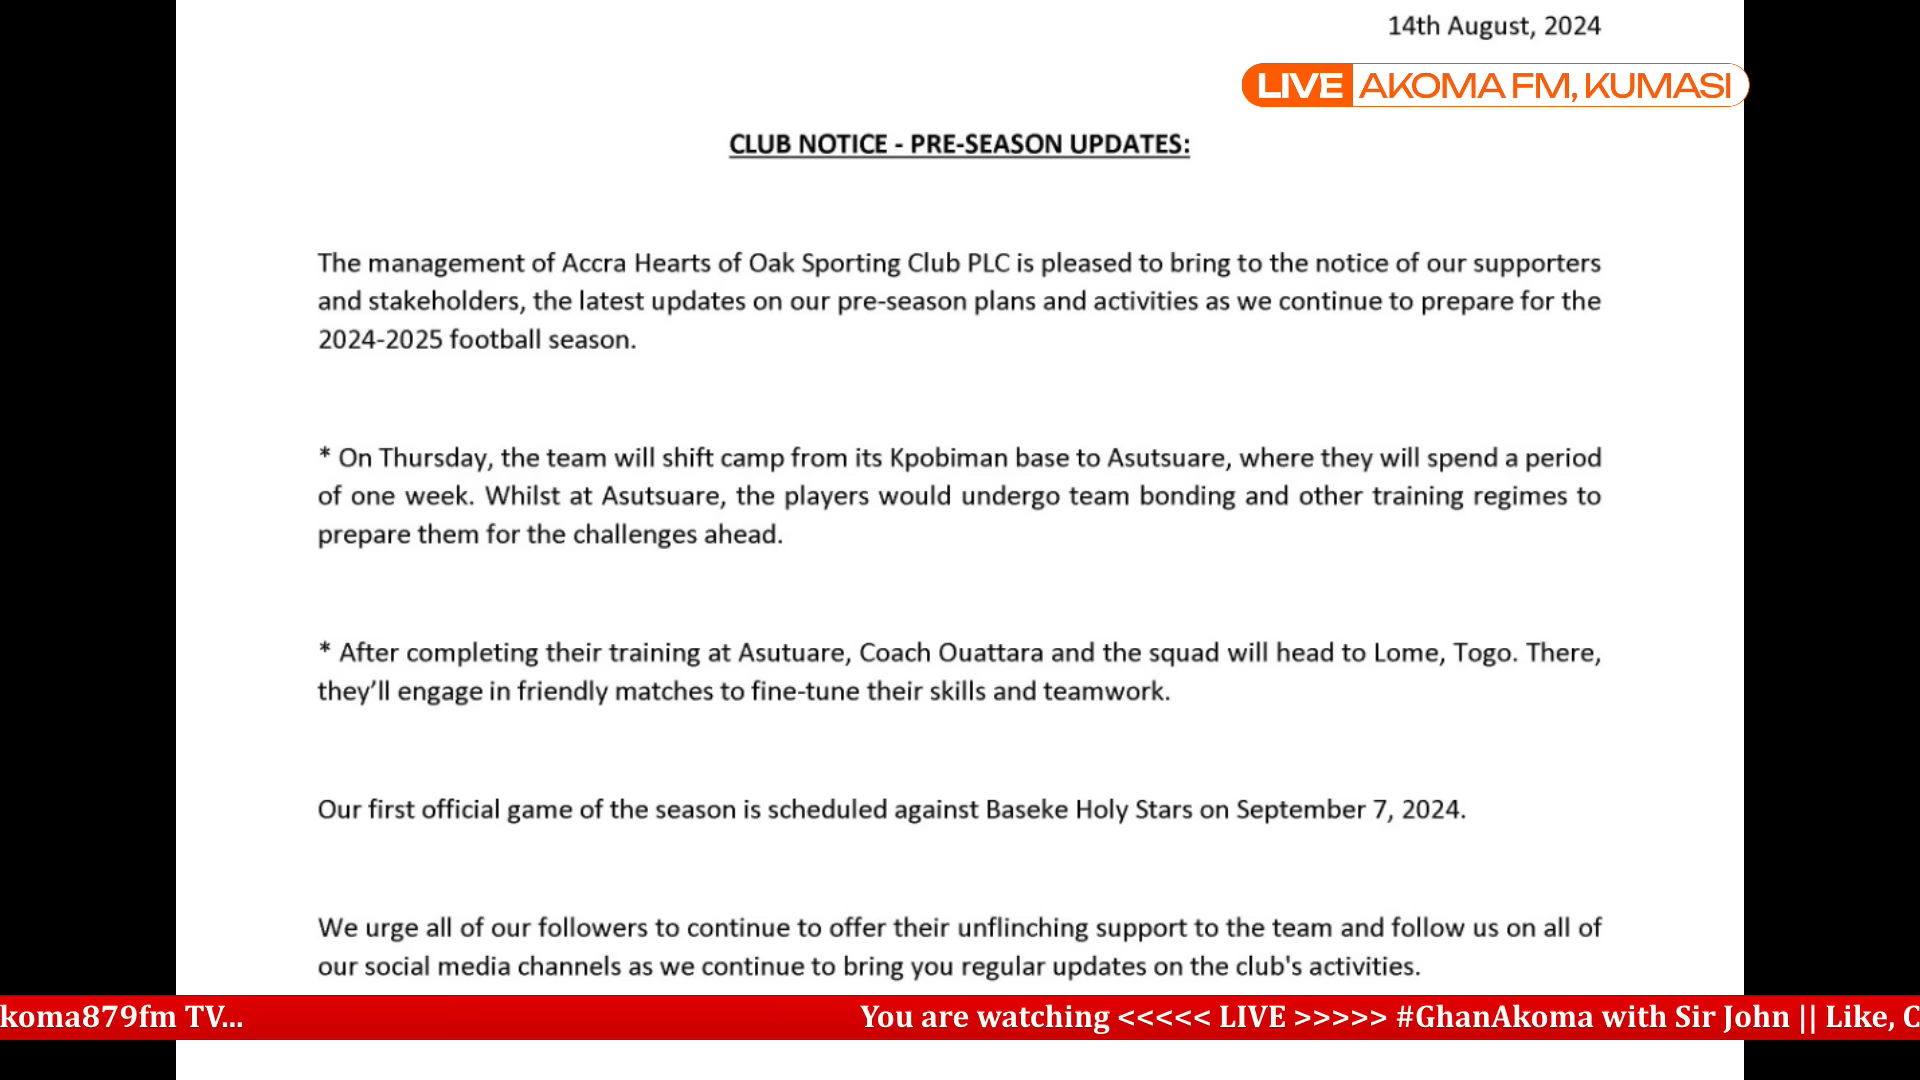 14th August, 2024
LIVE AKOMA FM, KUMASI
CLUB NOTICE - PRE-SEASON UPDATES:
The management of Accra Hearts of Oak Sporting Club PLC is pleased to bring to the notice of our supporters
and stakeholders, the latest updates on our pre-season plans and activities as we continue to prepare for the
2024-2025 football season.
* On Thursday, the team will shift camp from its Kpobiman base to Asutsuare, where they will spend a period
of one week. Whilst at Asutsuare, the players would undergo team bonding and other training regimes to
prepare them for the challenges ahead.
* After completing their training at Asutuare, Coach Ouattara and the squad will head to Lome, Togo. There,
they’ll engage in friendly matches to fine-tune their skills and teamwork.
Our first official game of the season is scheduled against Baseke Holy Stars on September 7, 2024.
We urge all of our followers to continue to offer their unflinching support to the team and follow us on all of
our social media channels as we continue to bring you regular updates on the club's activities.
koma879fm TV... You are watching <<<<< LIVE >>>>> #GhanAkoma with Sir John || Like, C